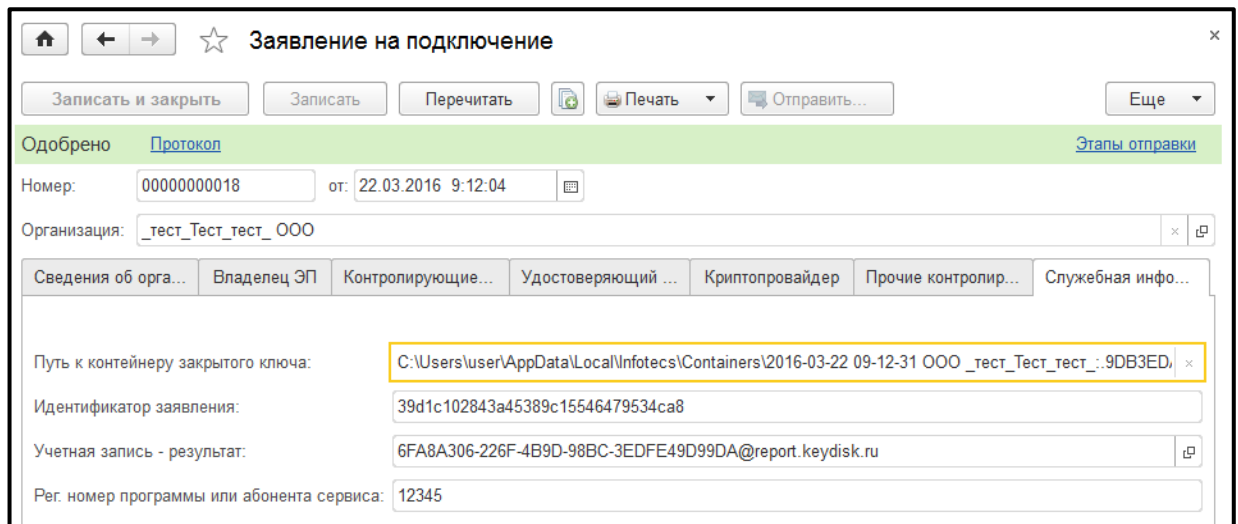 Заявление на подключение
Записать и закрыть Записать Перечитать Печать Отправить... Еще
Одобрено Протокол Этапы отправки
Номер: 00000000018 от: 22.03.2016 9:12:04
Организация: _тест_Тест_тест_ ООО
Сведения об орга... Владелец ЭП Контролирующие... Удостоверяющий ... Криптопровайдер Прочие контролир... Служебная инфо...
Путь к контейнеру закрытого ключа: C:\Users\user\AppData\Local\Infotecs\Containers\2016-03-22 09-12-31 ООО _тест_Тест_тест_:.9DB3ED
Идентификатор заявления: 39d1c102843a45389c15546479534ca8
Учетная запись - результат: 6FA8A306-226F-4B9D-98BC-3EDFE49D99DA@report.keydisk.ru
Рег. номер программы или абонента сервиса: 12345